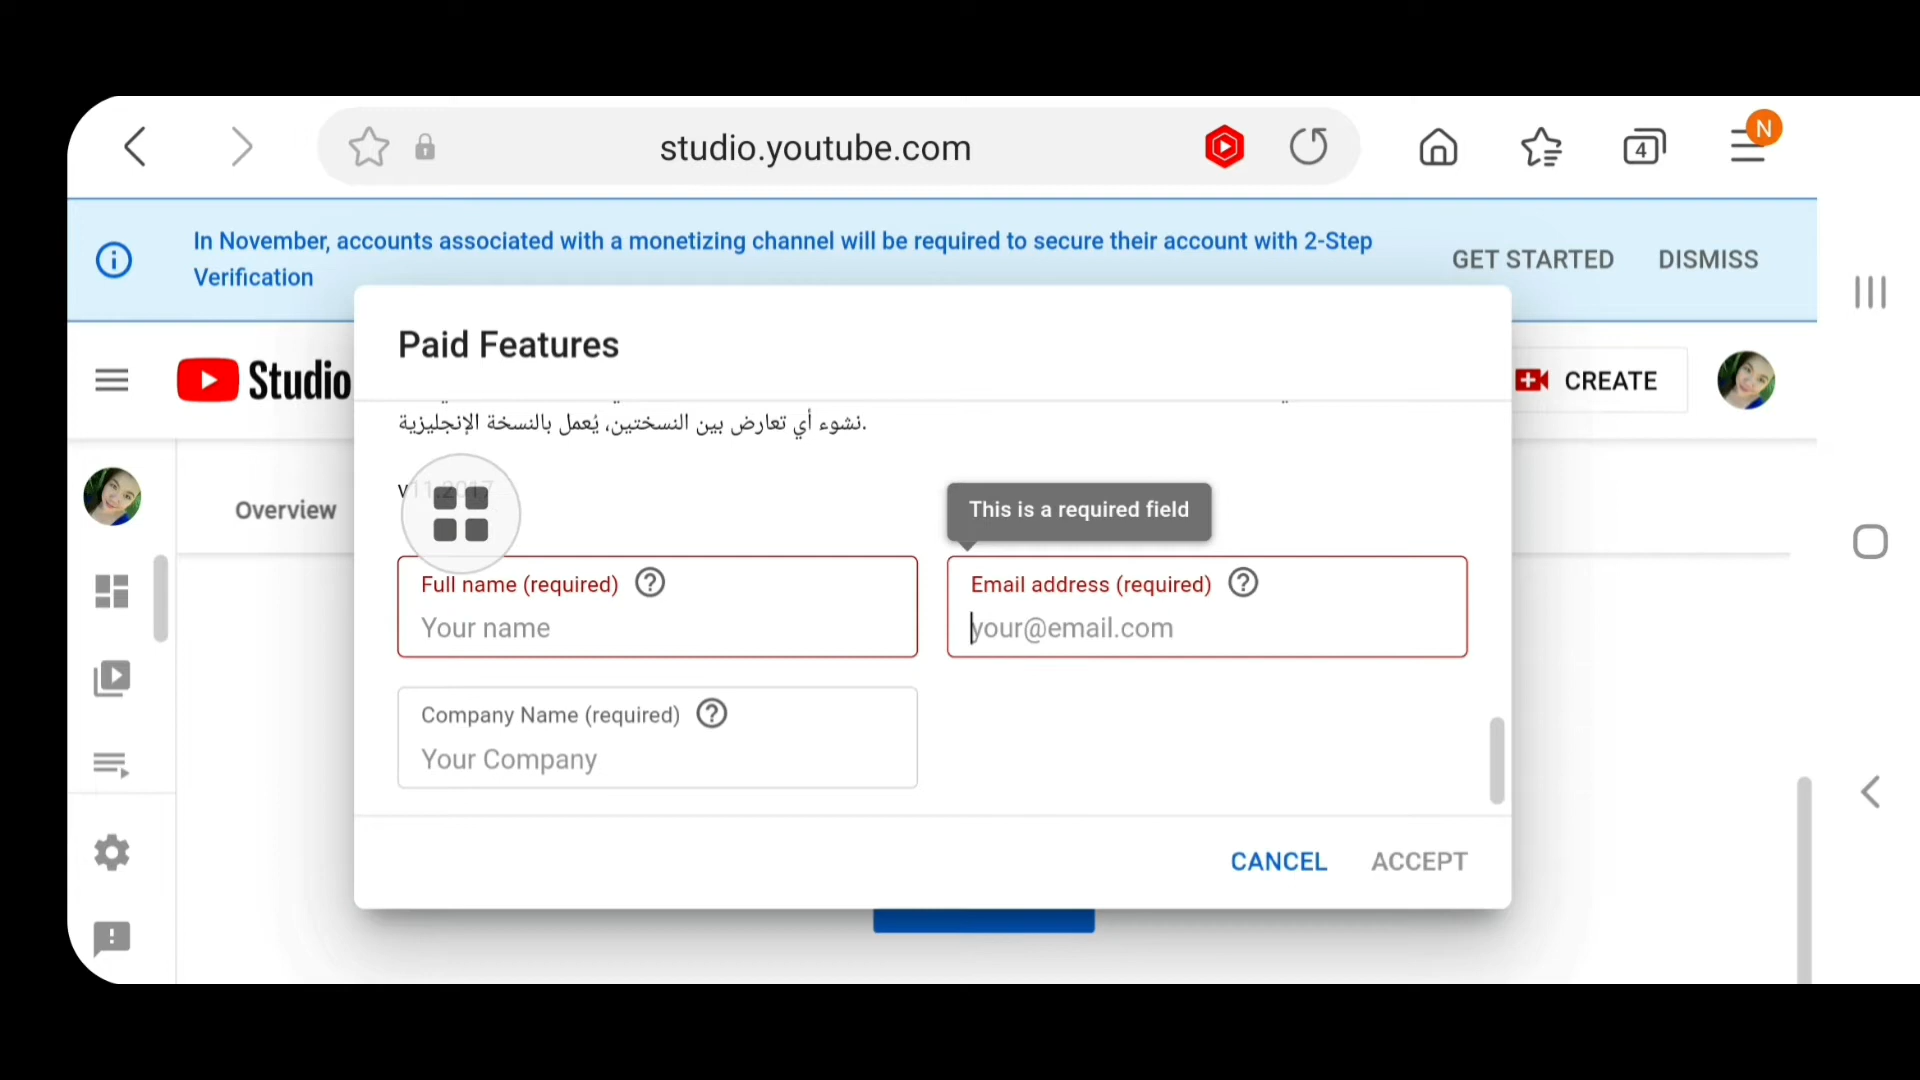 studio.youtube.com
4
N
In November, accounts associated with a monetizing channel will be required to secure their account with 2-Step
Verification
GET STARTED
DISMISS
Studio
Paid Features
CREATE
نشوء أي تعارض بين النسختين، يُعمل بالنسخة الإنجليزية.
v11.2017
Overview
This is a required field
Full name (required)
Your name
Email address (required)
your@email.com
Company Name (required)
Your Company
CANCEL
ACCEPT